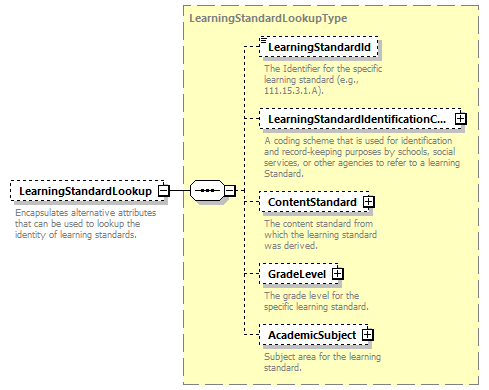 LearningStandardLookupType
LearningStandardId
The Identifier for the specific
learning standard (e.g.,
111.15.3.1.A).
LearningStandardIdentificationC...
A coding scheme that is used for identification
and record-keeping purposes by schools, social
services, or other agencies to refer to a learning
Standard.
LearningStandardLookup
Encapsulates alternative attributes
that can be used to lookup the
identity of learning standards.
ContentStandard
The content standard from
which the learning standard
was derived.
GradeLevel
The grade level for the
specific learning standard.
AcademicSubject
Subject area for the learning
standard.